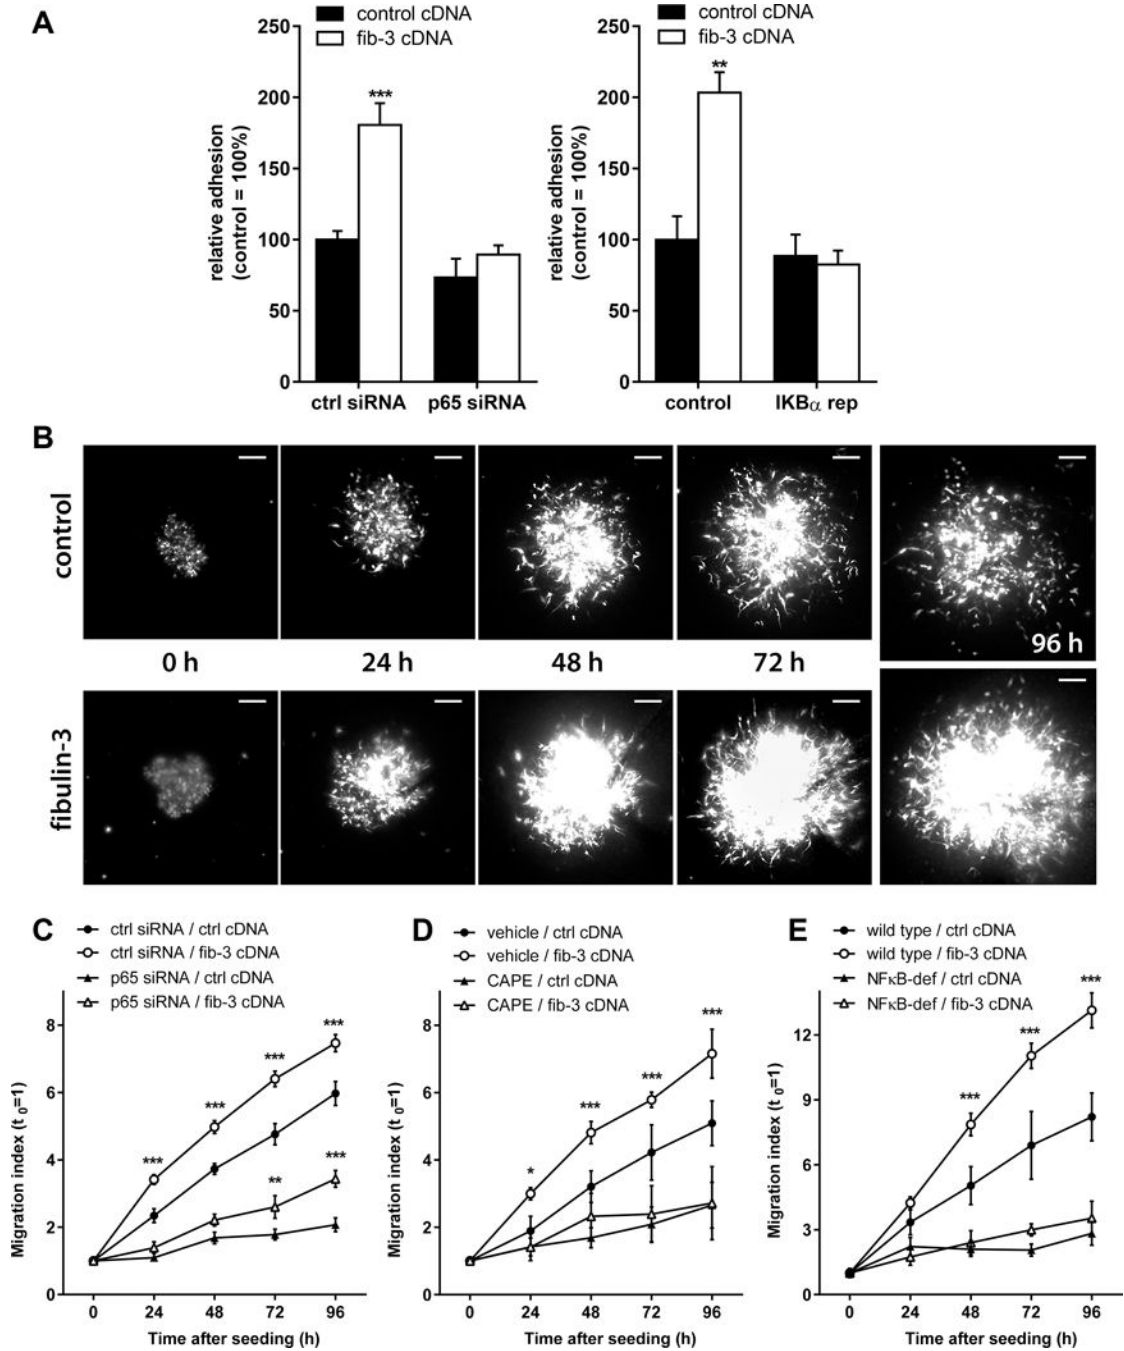 A
control cDNA
fib-3 cDNA
relative adhesion
(control = 100%)
250
200
150
100
50
0
***
ctrl siRNA
p65 siRNA
control cDNA
fib-3 cDNA
relative adhesion
(control = 100%)
250
200
150
100
50
0
**
control
IKBα rep
B
control
0 h
24 h
48 h
72 h
96 h
fibulin-3
C
ctrl siRNA / ctrl cDNA
ctrl siRNA / fib-3 cDNA
p65 siRNA / ctrl cDNA
p65 siRNA / fib-3 cDNA
Migration index (t 0=1)
8
6
4
2
0
***
***
***
***
**
***
0 24 48 72 96
Time after seeding (h)
D
vehicle / ctrl cDNA
vehicle / fib-3 cDNA
CAPE / ctrl cDNA
CAPE / fib-3 cDNA
Migration index (t 0=1)
8
6
4
2
0
*
***
***
***
0 24 48 72 96
Time after seeding (h)
E
wild type / ctrl cDNA
wild type / fib-3 cDNA
NFκB-def / ctrl cDNA
NFκB-def / fib-3 cDNA
Migration index (t 0=1)
12
9
6
3
0
***
***
***
0 24 48 72 96
Time after seeding (h)